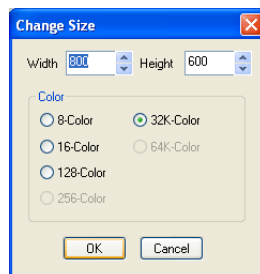 Change Size
Width 800 Height 600
Color
8-Color 32K-Color
16-Color 64K-Color
128-Color
256-Color
OK Cancel